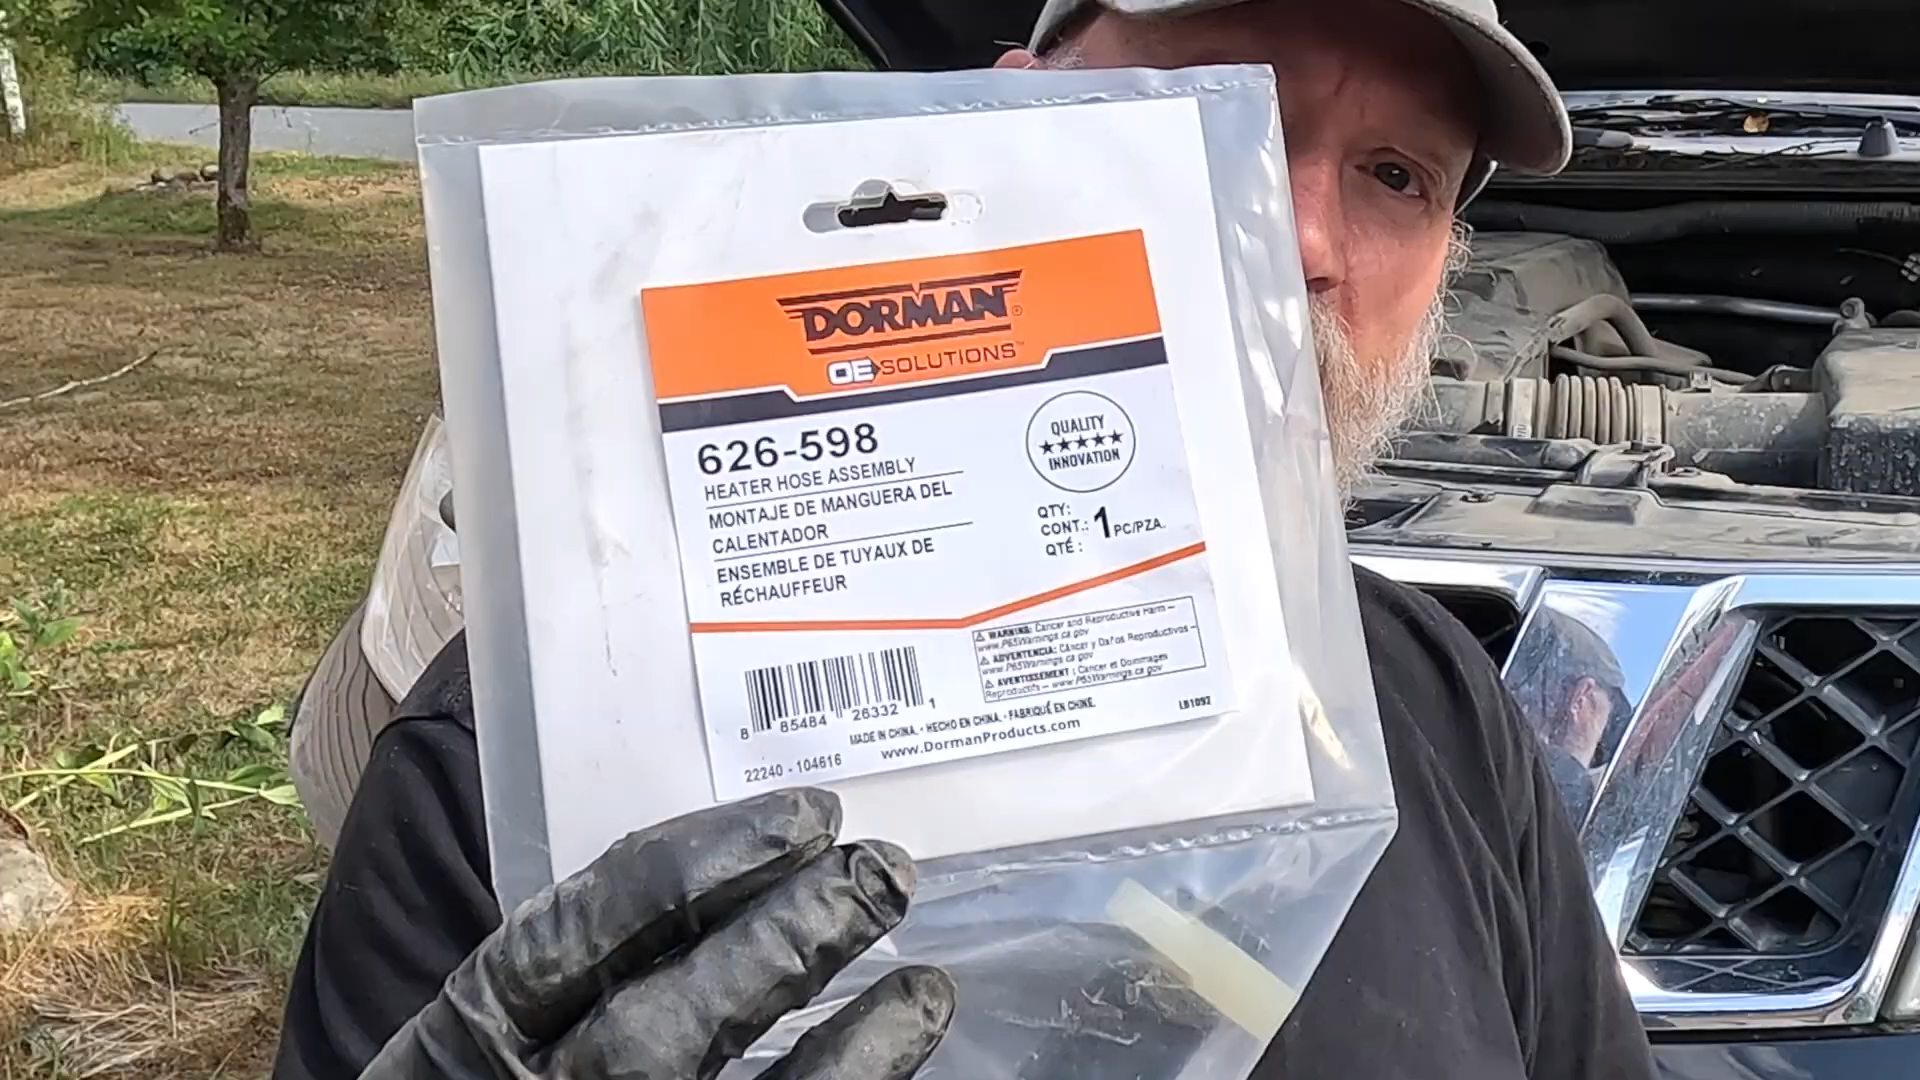 DORMAN®
OE SOLUTIONS™
626-598
HEATER HOSE ASSEMBLY
MONTAJE DE MANGUERA DEL
CALENTADOR
ENSEMBLE DE TUYAUX DE
RÉCHAUFFEUR
QUALITY
★★★★★
INNOVATION
QTY:
CONT.: 1 PC/PZA.
QTÉ :
⚠ WARNING: Cancer and Reproductive Harm –
www.P65Warnings.ca.gov
⚠ ADVERTENCIA: Cáncer y Daños Reproductivos –
www.P65Warnings.ca.gov
⚠ AVERTISSEMENT : Cancer et Dommages
Reproductifs – www.P65Warnings.ca.gov
8 85484 26332 1
MADE IN CHINA. • HECHO EN CHINA. • FABRIQUÉ EN CHINE.
LB1092
www.DormanProducts.com
22240 - 104616